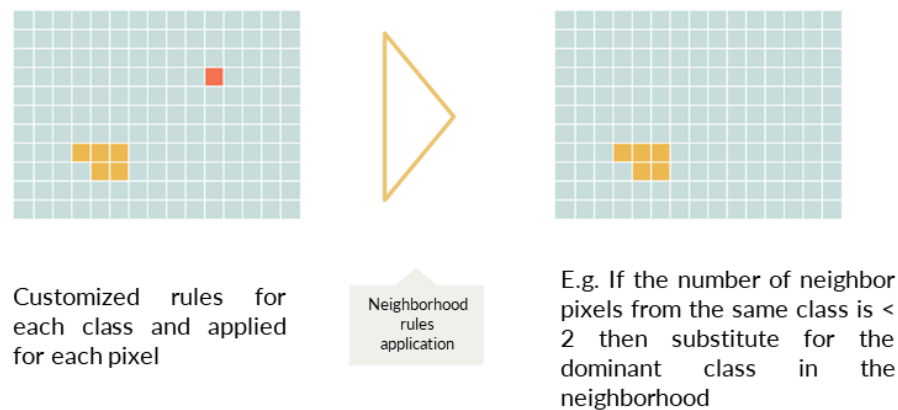 Customized rules for
each class and applied
for each pixel
Neighborhood
rules
application
E.g. If the number of neighbor
pixels from the same class is <
2 then substitute for the
dominant class in the
neighborhood